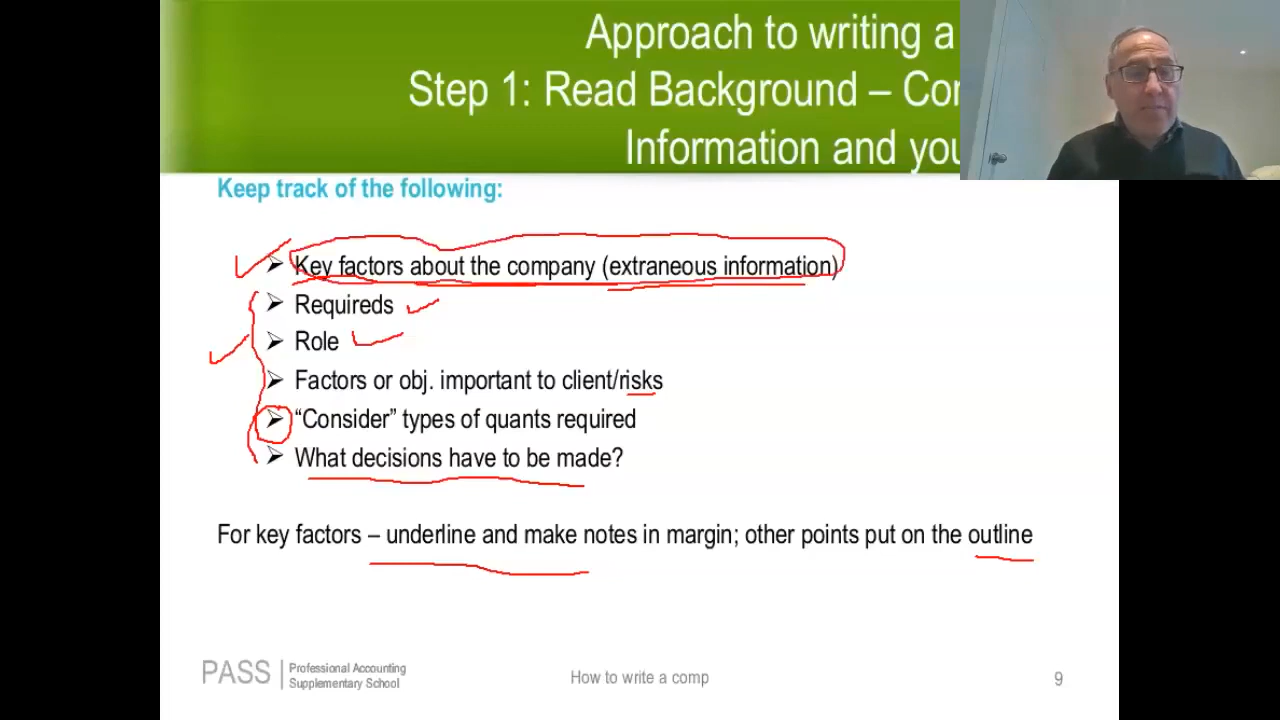 Approach to writing a
Step 1: Read Background –
Information and
Keep track of the following:
Key factors about the company (extraneous information)
Requireds
Role
Factors or obj. important to client/risks
“Consider” types of quants required
What decisions have to be made?
For key factors – underline and make notes in margin; other points put on the outline
PASS
Professional Accounting
Supplementary School
How to write a comp
9